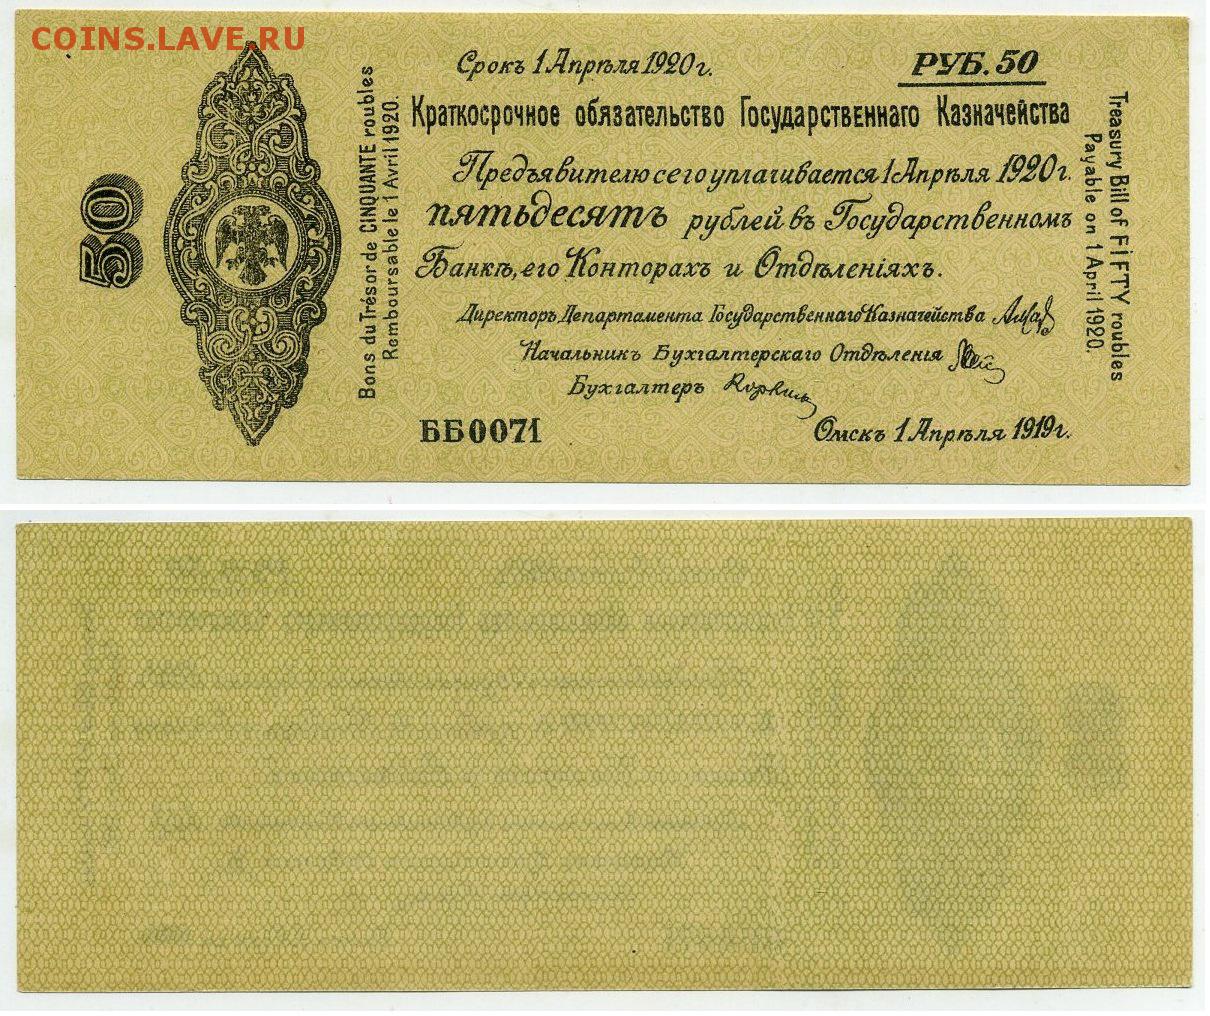 COINS.LAVE.RU
50
Bons du Trésor de CINQUANTE roubles
Remboursable le 1 Avril 1920.
Срокъ 1 Апрѣля 1920 г.
РУБ. 50
Краткосрочное обязательство Государственнаго Казначейства
Предъявителю сего уплачивается 1 Апрѣля 1920 г.
пятьдесятъ рублей въ Государственномъ
Банкѣ, его Конторахъ и Отдѣленіяхъ.
Директоръ Департамента Государственнаго Казначейства
Начальникъ Бухгалтерскаго Отдѣленія
Бухгалтеръ
ББ0071
Омскъ 1 Апрѣля 1919 г.
Treasury Bill of FiFTY roubles
Payable on 1 April 1920.